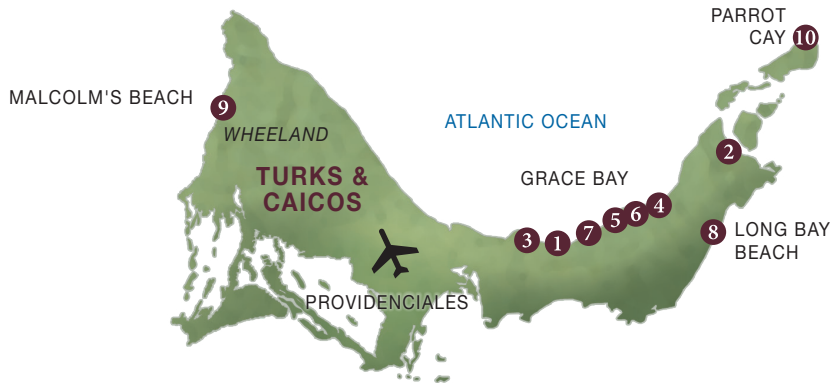 PARROT
CAY
10
MALCOLM'S BEACH
9
WHEELAND
ATLANTIC OCEAN
2
TURKS &
CAICOS
GRACE BAY
3
1
7
5
6
4
8
LONG BAY
BEACH
PROVIDENCIALES